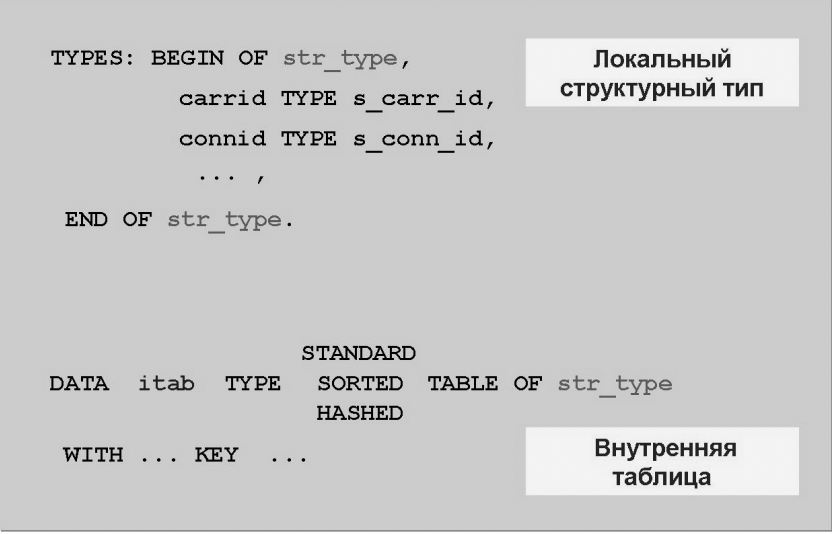 TYPES: BEGIN OF str_type,
Локальный
структурный тип
carrid TYPE s_carr_id,
connid TYPE s_conn_id,
... ,
END OF str_type.
STANDARD
DATA itab TYPE SORTED TABLE OF str_type
HASHED
WITH ... KEY ...
Внутренняя
таблица